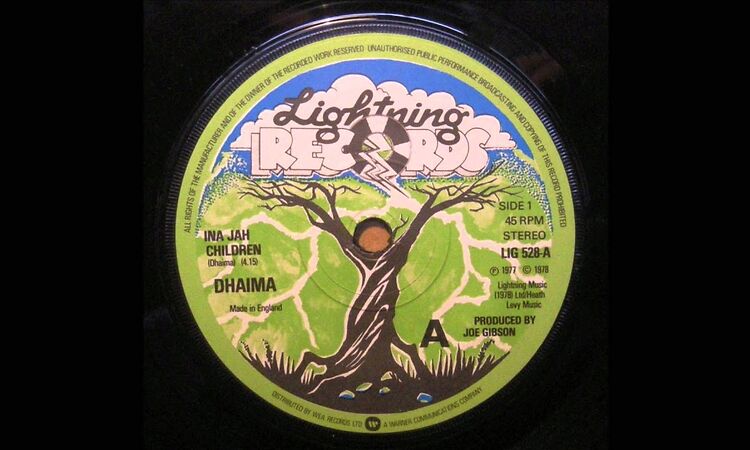 ALL RIGHTS OF THE MANUFACTURER AND OF THE OWNER OF THE RECORDED WORK RESERVED UNAUTHORISED PUBLIC PERFORMANCE BROADCASTING AND COPYING OF THIS RECORD PROHIBITED
Lightning
RECORDS
SIDE 1
45 RPM
STEREO
LIG 528-A
℗ 1977 © 1978
Lightning Music
(1978) Ltd/Heath
Levy Music
PRODUCED BY
JOE GIBSON
INA JAH
CHILDREN
(Dhaima) (4.15)
DHAIMA
Made in England
A
DISTRIBUTED BY WEA RECORDS LTD. W A WARNER COMMUNICATIONS COMPANY